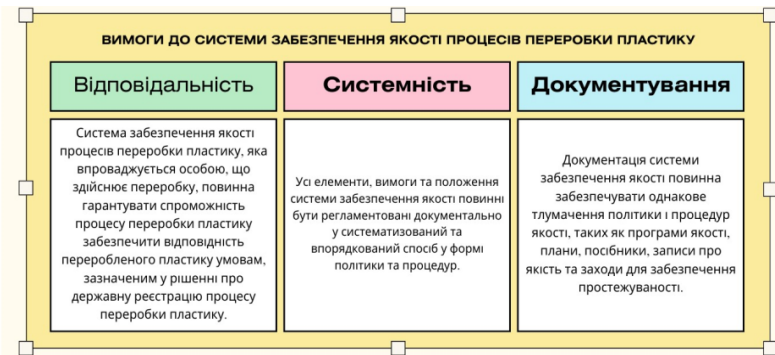 ВИМОГИ ДО СИСТЕМИ ЗАБЕЗПЕЧЕННЯ ЯКОСТІ ПРОЦЕСІВ ПЕРЕРОБКИ ПЛАСТИКУ
Відповідальність
Система забезпечення якості
процесів переробки пластику, яка
впроваджується особою, що
здійснює переробку, повинна
гарантувати спроможність
процесу переробки пластику
забезпечити відповідність
переробленого пластику умовам,
зазначеним у рішенні про
державну реєстрацію процесу
переробки пластику.
Системність
Усі елементи, вимоги та положення
системи забезпечення якості повинні
бути регламентовані документально
у систематизований та
впорядкований спосіб у формі
політики та процедур.
Документування
Документація системи
забезпечення якості повинна
забезпечувати однакове
тлумачення політики і процедур
якості, таких як програми якості,
плани, посібники, записи про
якість та заходи для забезпечення
простежуваності.